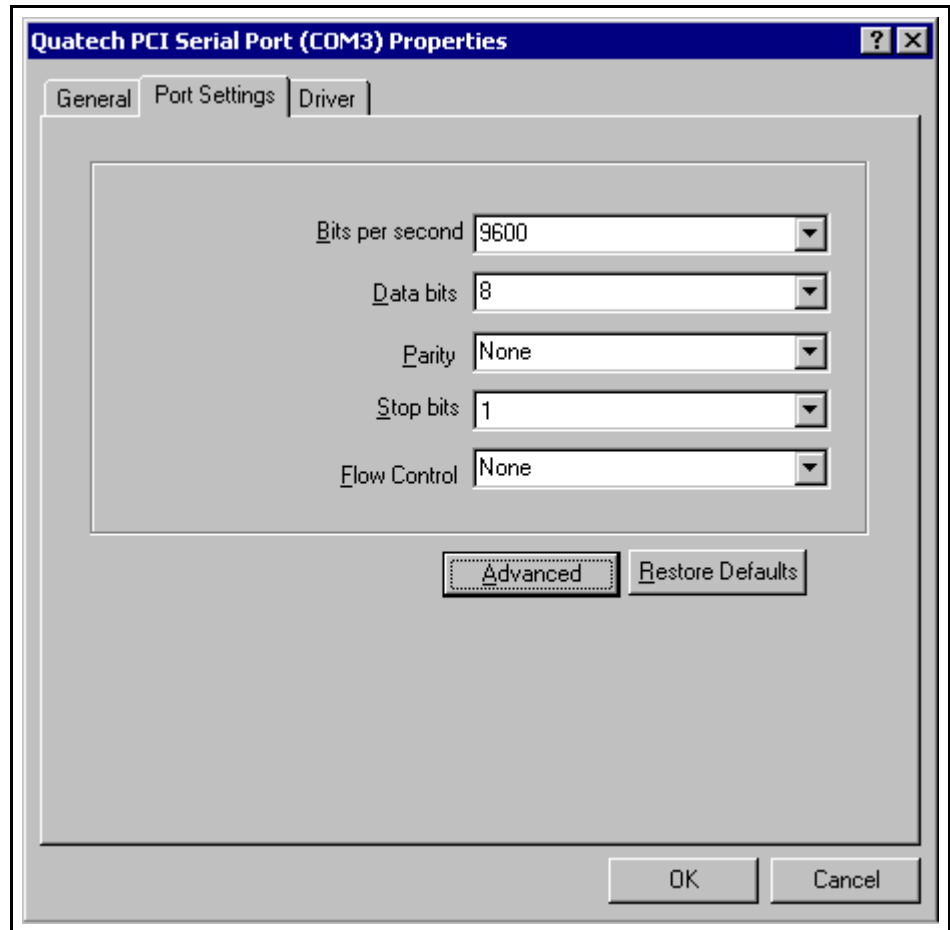 Quatech PCI Serial Port (COM3) Properties
General Port Settings Driver
Bits per second 9600
Data bits 8
Parity None
Stop bits 1
Flow Control None
Advanced Restore Defaults
OK Cancel